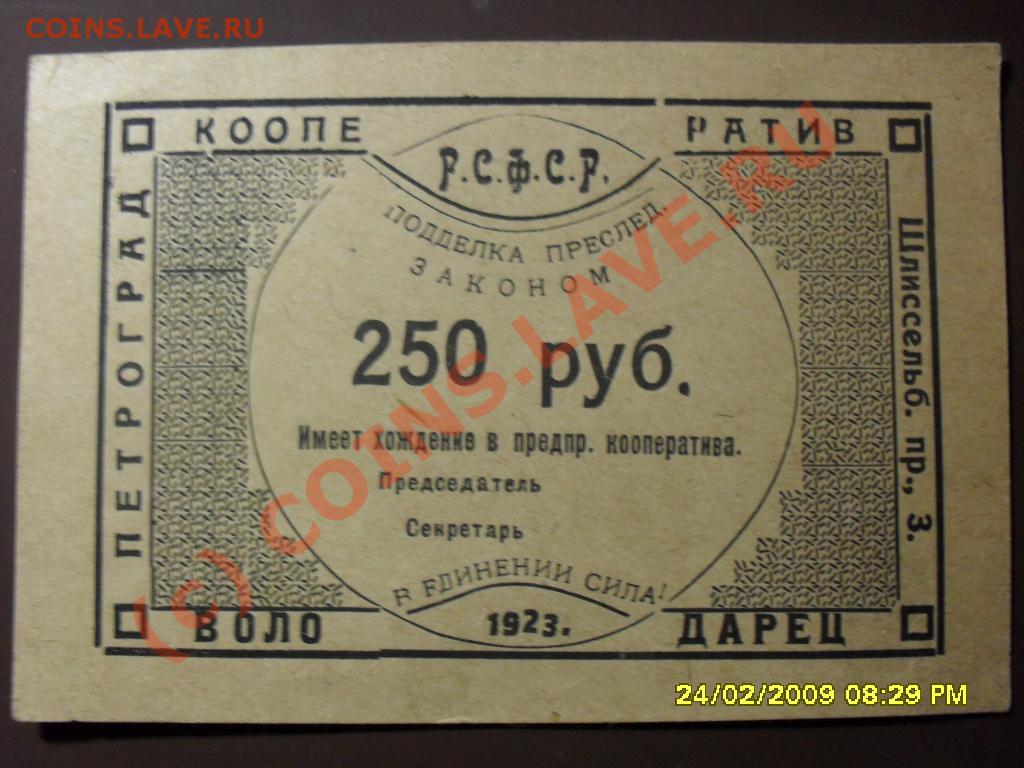 COINS.LAVE.RU
КООПЕ РАТИВ
Р.С.Ф.С.Р.
ПЕТРОГРАД
Шлиссельб. пр., 3.
ПОДДЕЛКА ПРЕСЛЕД.
ЗАКОНОМ
250 руб.
Имеет хождение в предпр. кооператива.
Председатель
Секретарь
В ЕДИНЕНИИ СИЛА!
ВОЛО ДАРЕЦ
1923.
(c) COINS.LAVE.RU
24/02/2009 08:29 PM